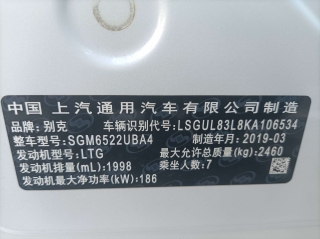 中国 上汽通用汽车有限公司制造
品牌:别克 车辆识别代号:LSGUL83L8KA106534
整车型号:SGM6522UBA4 制造年月:2019-03
发动机型号:LTG 最大允许总质量(kg):2460
发动机排量(mL):1998 乘坐人数:7
发动机最大净功率(kW):186